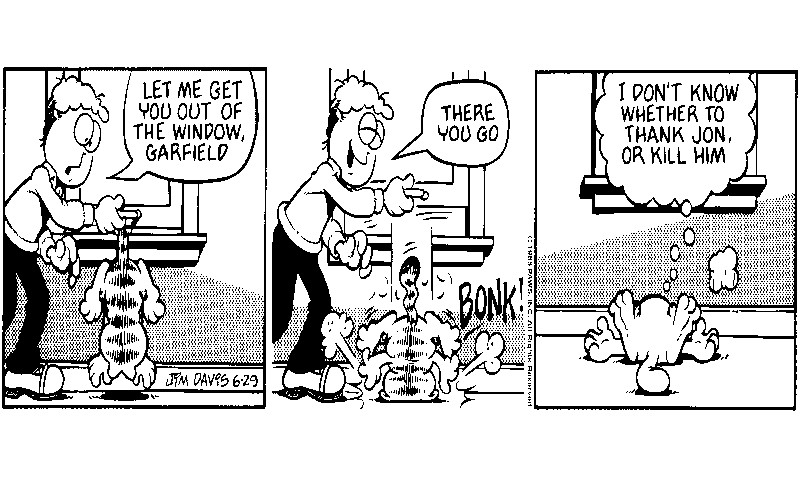 LET ME GET
YOU OUT OF
THE WINDOW,
GARFIELD
JIM DAVIS 6-29
THERE
YOU GO
BONK!
I DON'T KNOW
WHETHER TO
THANK JON,
OR KILL HIM